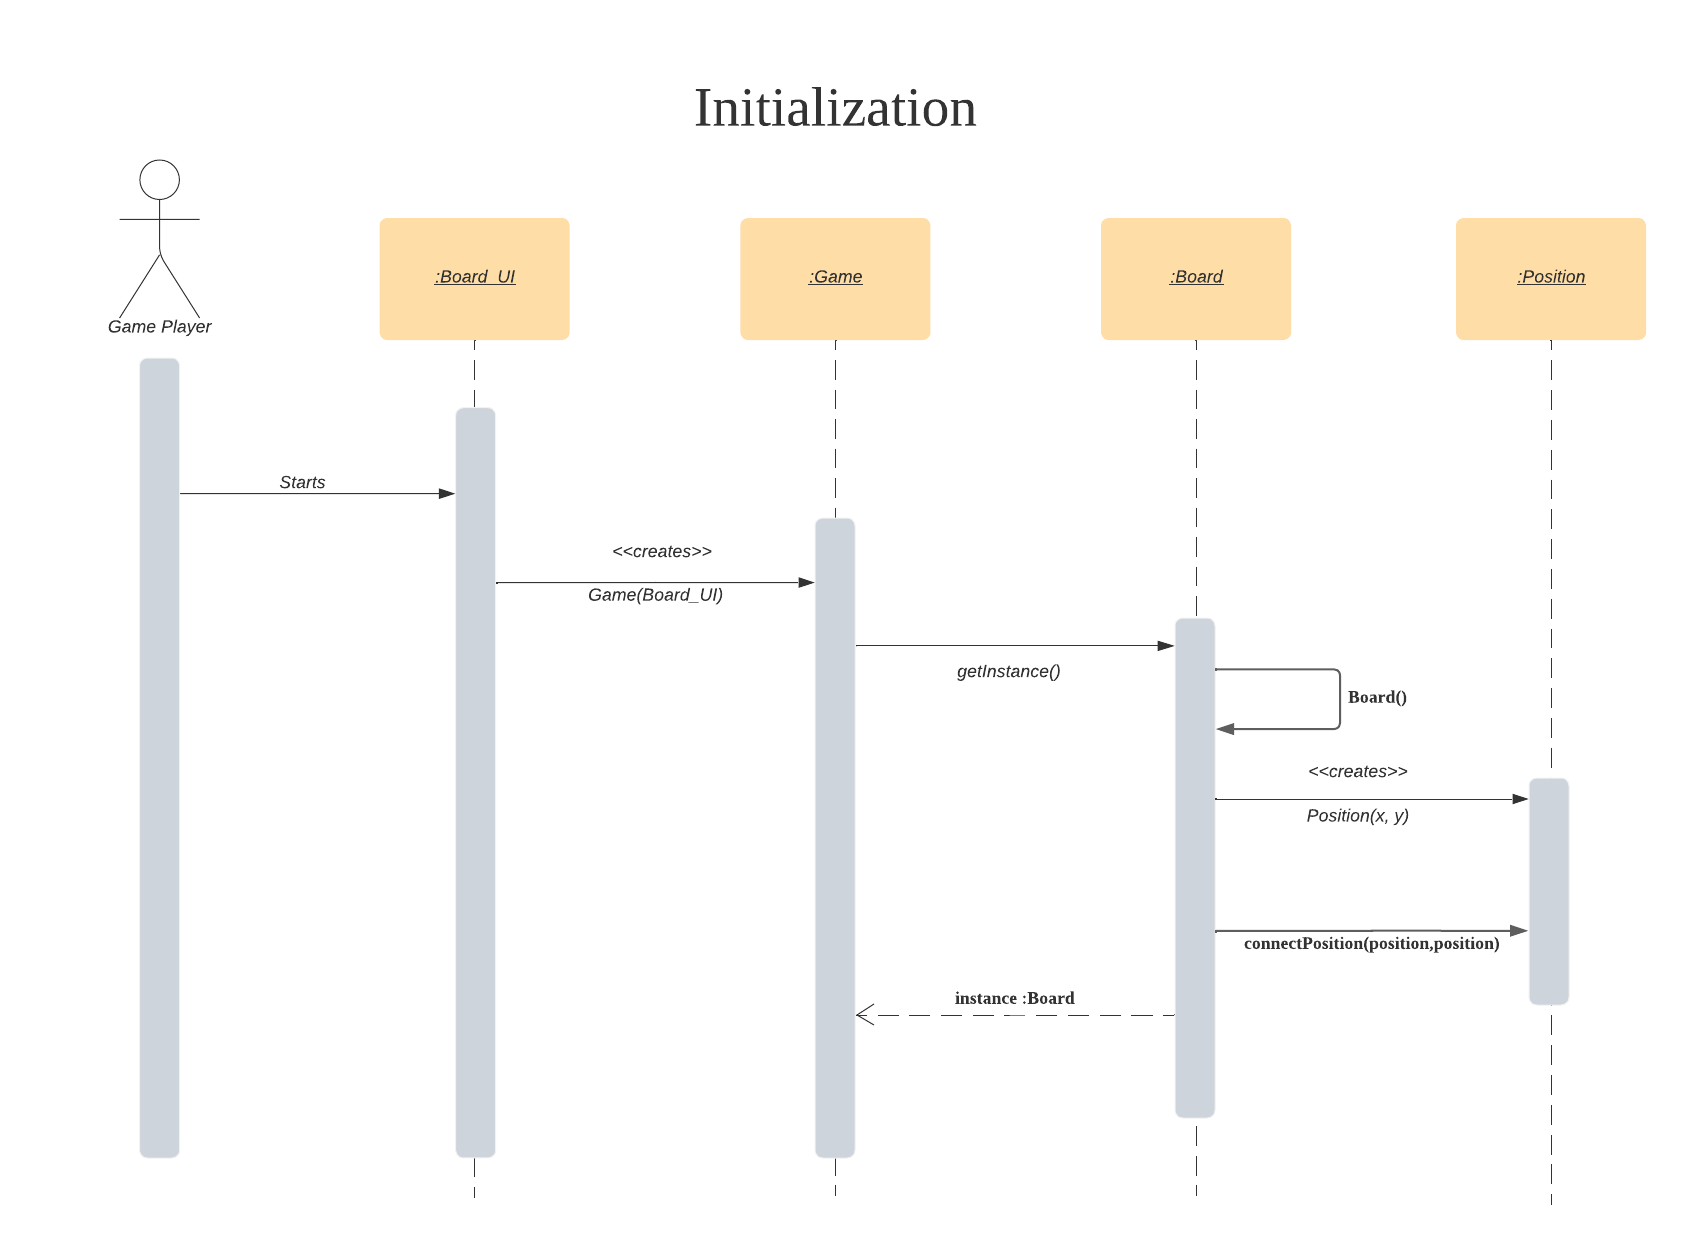 Initialization
Game Player
:Board_UI
:Game
:Board
:Position
Starts
<<creates>>
Game(Board_UI)
getInstance()
Board()
<<creates>>
Position(x, y)
connectPosition(position,position)
instance :Board